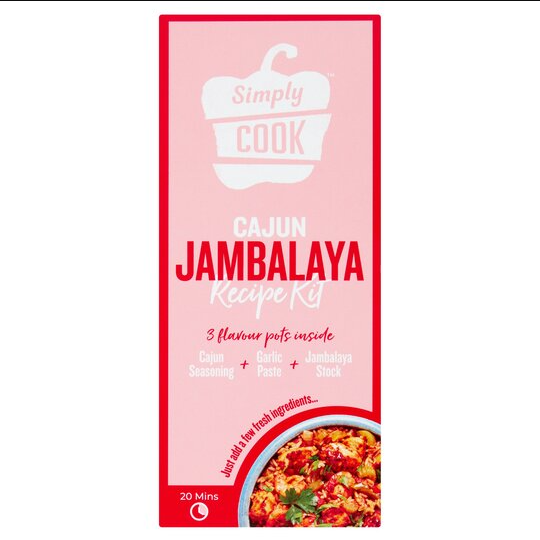 Simply
COOK
™
CAJUN
JAMBALAYA
Recipe Kit
3 flavour pots inside
Cajun Seasoning + Garlic Paste + Jambalaya Stock
Just add a few fresh ingredients...
20 Mins